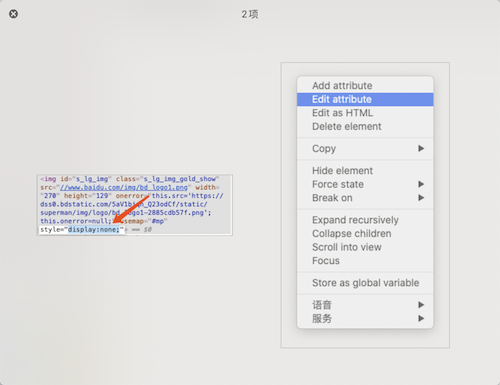 2项
<img id="s_lg_img" class="s_lg_img_gold_show"
src="//www.baidu.com/img/bd_logo1.png" width=
"270" height="129" onerror="this.src='https://
dss0.bdstatic.com/5aV1bjqh_Q23odCf/static/
superman/img/logo/bd_logo1-2885cdb57f.png';
this.onerror=null;" usemap="#mp"
style="display:none;"> == $0
Add attribute
Edit attribute
Edit as HTML
Delete element
Copy
Hide element
Force state
Break on
Expand recursively
Collapse children
Scroll into view
Focus
Store as global variable
语音
服务